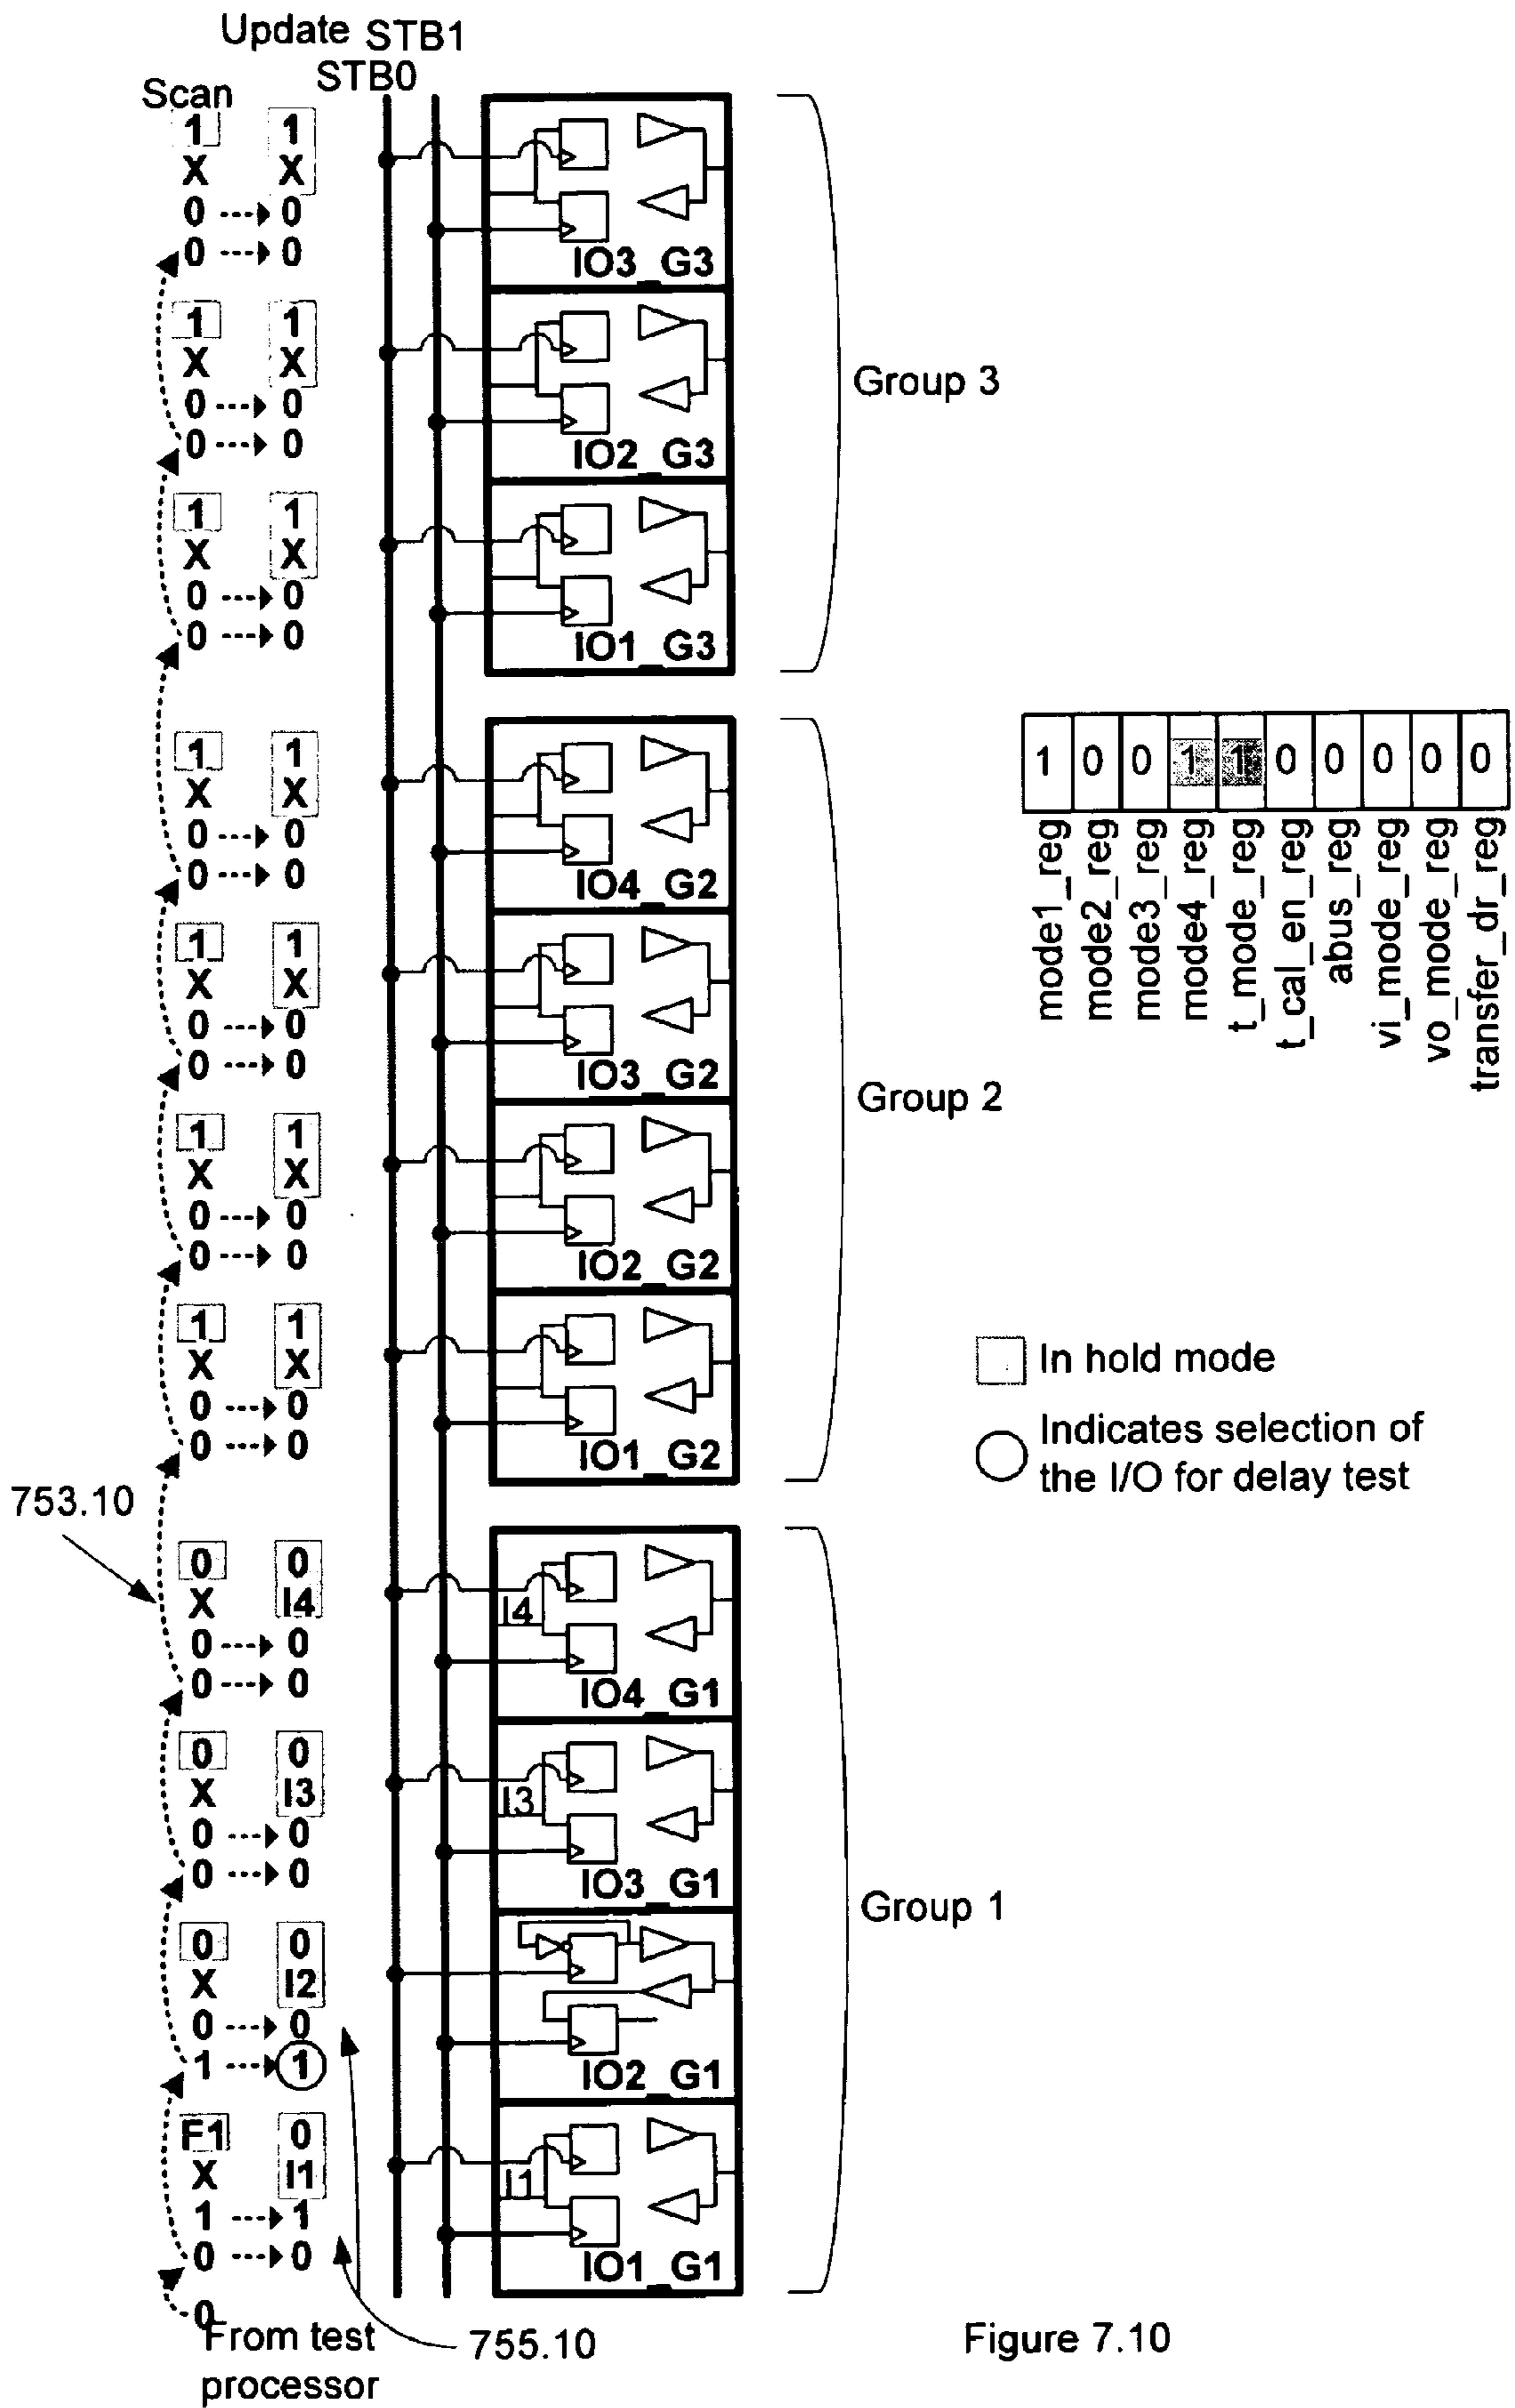 Update STB1
STB0
Scan
1 1
X X
0 0
0 0
IO3_G3
1 1
X X
0 0
0 0
IO2_G3
1 1
X X
0 0
0 0
IO1_G3
Group 3
1 1
X X
0 0
0 0
IO4_G2
1 1
X X
0 0
0 0
IO3_G2
1 1
X X
0 0
0 0
IO2_G2
1 1
X X
0 0
0 0
IO1_G2
Group 2
1 0 0 1 1 0 0 0 0 0
mode1_reg
mode2_reg
mode3_reg
mode4_reg
t_mode_reg
t_cal_en_reg
abus_reg
vi_mode_reg
vo_mode_reg
transfer_dr_reg
In hold mode
Indicates selection of
the I/O for delay test
753.10
0 0
X I4
0 0
0 0
I4
IO4_G1
0 0
X I3
0 0
0 0
I3
IO3_G1
0 0
X I2
0 0
1 1
IO2_G1
F1 0
X I1
1 1
0 0
I1
IO1_G1
Group 1
0
From test
processor
755.10
Figure 7.10